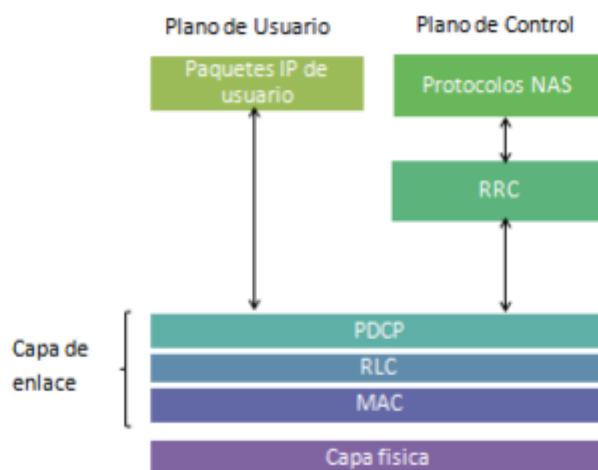 Plano de Usuario
Plano de Control
Paquetes IP de
usuario
Protocolos NAS
RRC
Capa de
enlace
PDCP
RLC
MAC
Capa fisica